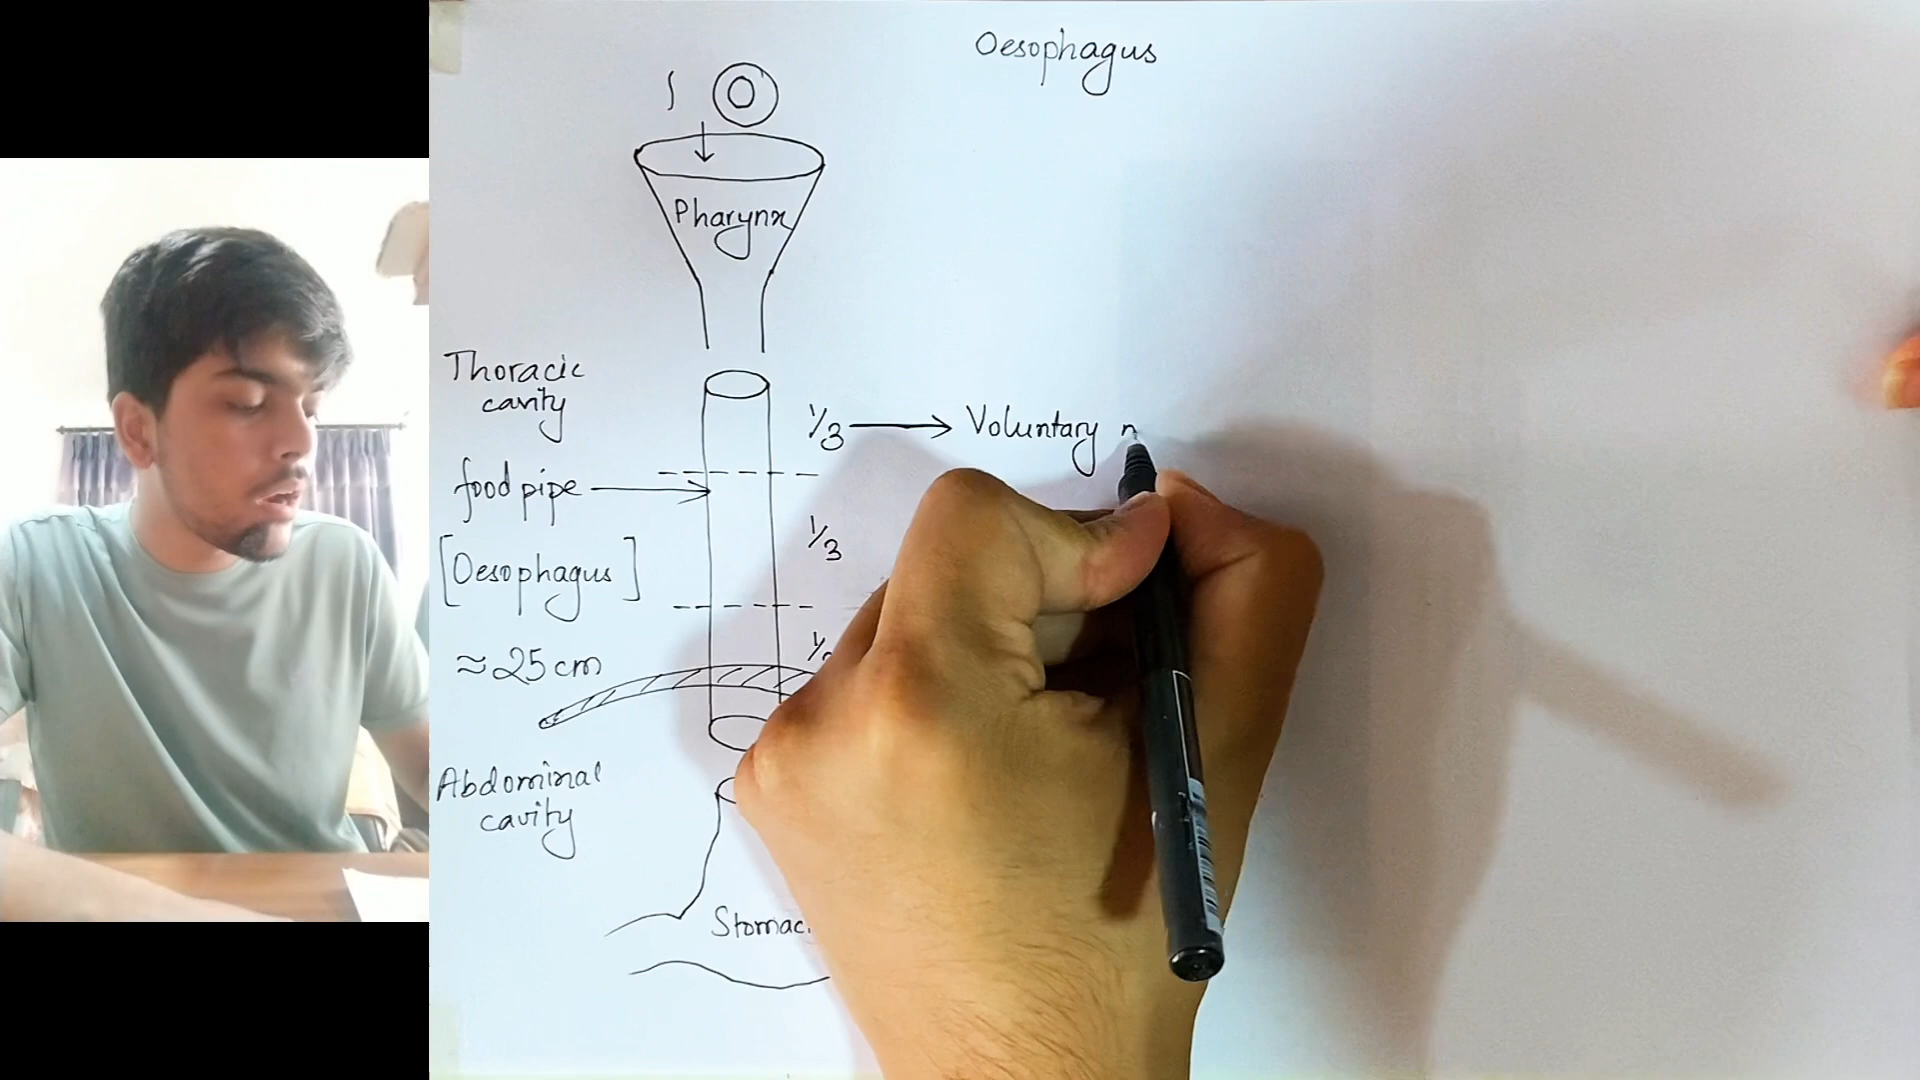 Oesophagus
Pharynx
Thoracic
cavity
1/3 → Voluntary
food pipe
[Oesophagus]
1/3
≈ 25 cm
Abdominal
cavity